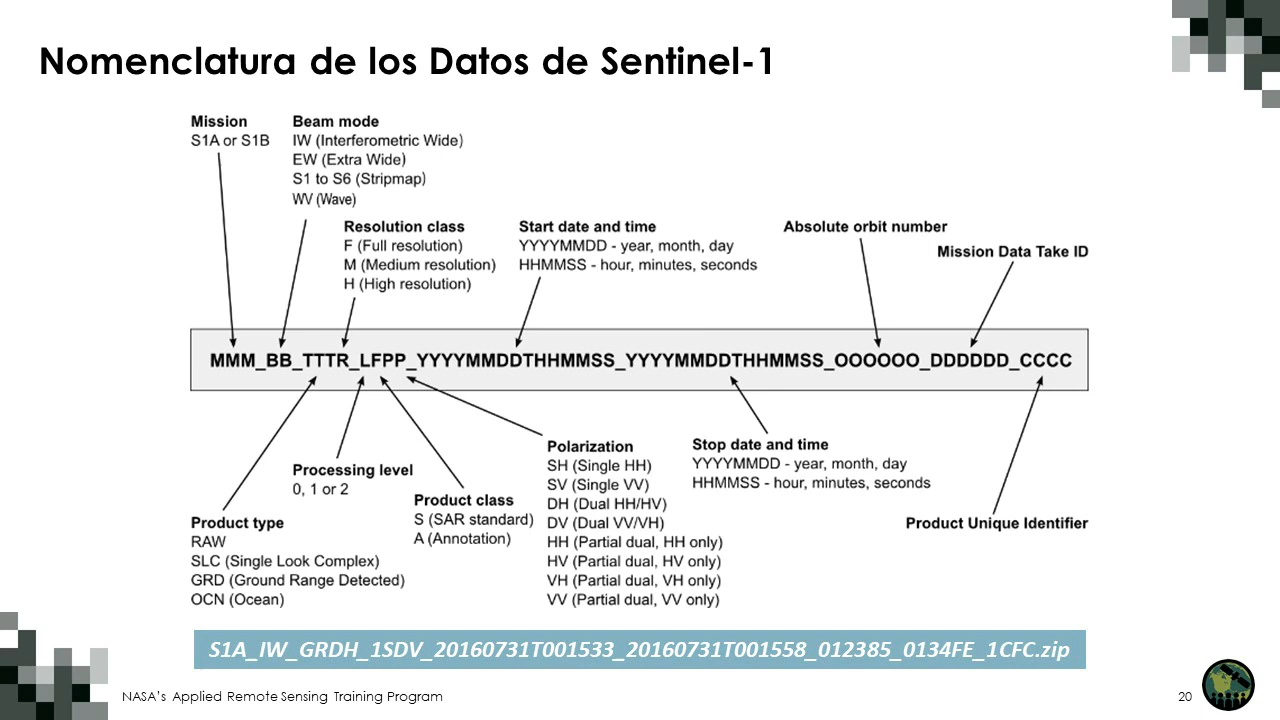 Nomenclatura de los Datos de Sentinel-1
Mission
S1A or S1B
Beam mode
IW (Interferometric Wide)
EW (Extra Wide)
S1 to S6 (Stripmap)
WV (Wave)
Resolution class
F (Full resolution)
M (Medium resolution)
H (High resolution)
Start date and time
YYYYMMDD - year, month, day
HHMMSS - hour, minutes, seconds
Absolute orbit number
Mission Data Take ID
MMM_BB_TTTR_LFPP_YYYYMMDDTHHMMSS_YYYYMMDDTHHMMSS_OOOOOO_DDDDDD_CCCC
Product type
RAW
SLC (Single Look Complex)
GRD (Ground Range Detected)
OCN (Ocean)
Processing level
0, 1 or 2
Product class
S (SAR standard)
A (Annotation)
Polarization
SH (Single HH)
SV (Single VV)
DH (Dual HH/HV)
DV (Dual VV/VH)
HH (Partial dual, HH only)
HV (Partial dual, HV only)
VH (Partial dual, VH only)
VV (Partial dual, VV only)
Stop date and time
YYYYMMDD - year, month, day
HHMMSS - hour, minutes, seconds
Product Unique Identifier
S1A_IW_GRDH_1SDV_20160731T001533_20160731T001558_012385_0134FE_1CFC.zip
NASA's Applied Remote Sensing Training Program
20